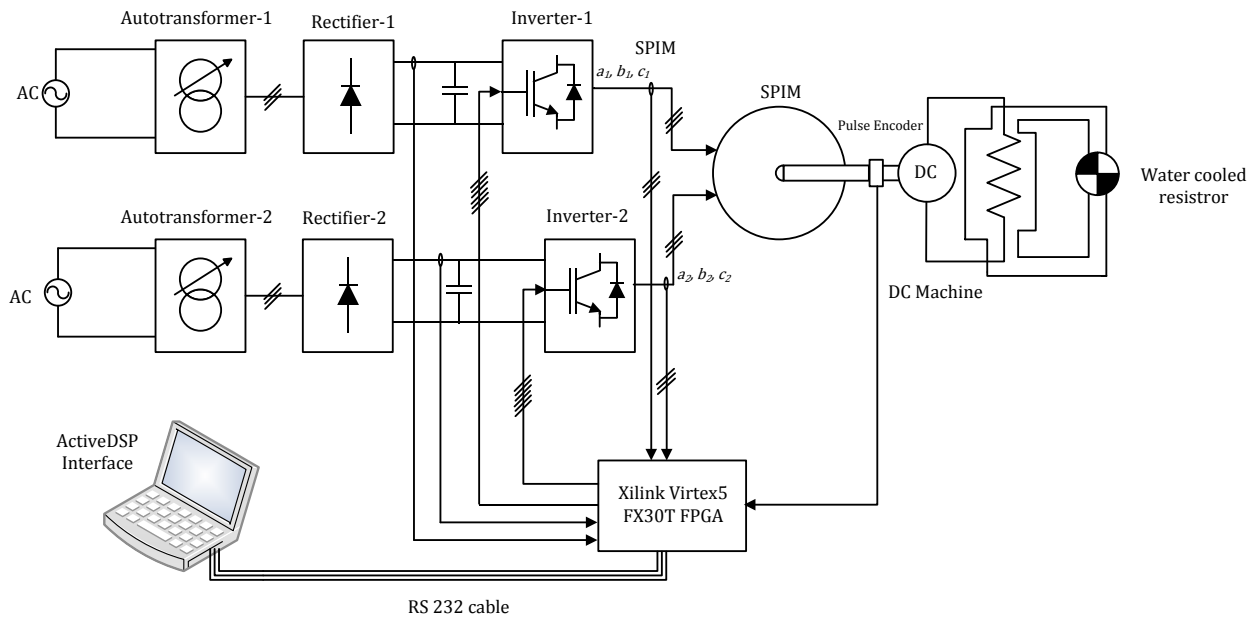 Autotransformer-1
Rectifier-1
Inverter-1
SPIM
a₁, b₁, c₁
AC
SPIM
Pulse Encoder
DC
Water cooled
resistror
DC Machine
Autotransformer-2
Rectifier-2
Inverter-2
a₂, b₂, c₂
AC
ActiveDSP
Interface
Xilink Virtex5
FX30T FPGA
RS 232 cable